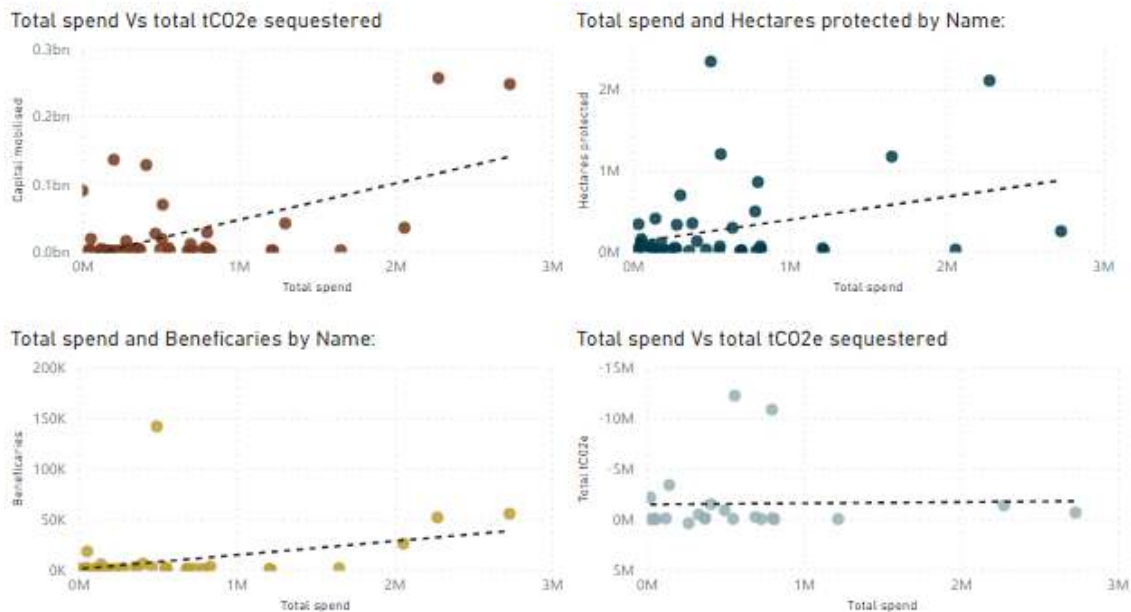 Total spend Vs total tCO2e sequestered
0.3bn
0.2bn
0.1bn
0.0bn
Capital mobilised
0M
1M
2M
3M
Total spend
Total spend and Hectares protected by Name:
2M
1M
0M
Hectares protected
0M
1M
2M
3M
Total spend
Total spend and Beneficaries by Name:
200K
150K
100K
50K
0K
Beneficaries
0M
1M
2M
3M
Total spend
Total spend Vs total tCO2e sequestered
-15M
-10M
-5M
0M
5M
Total tCO2e
0M
1M
2M
3M
Total spend